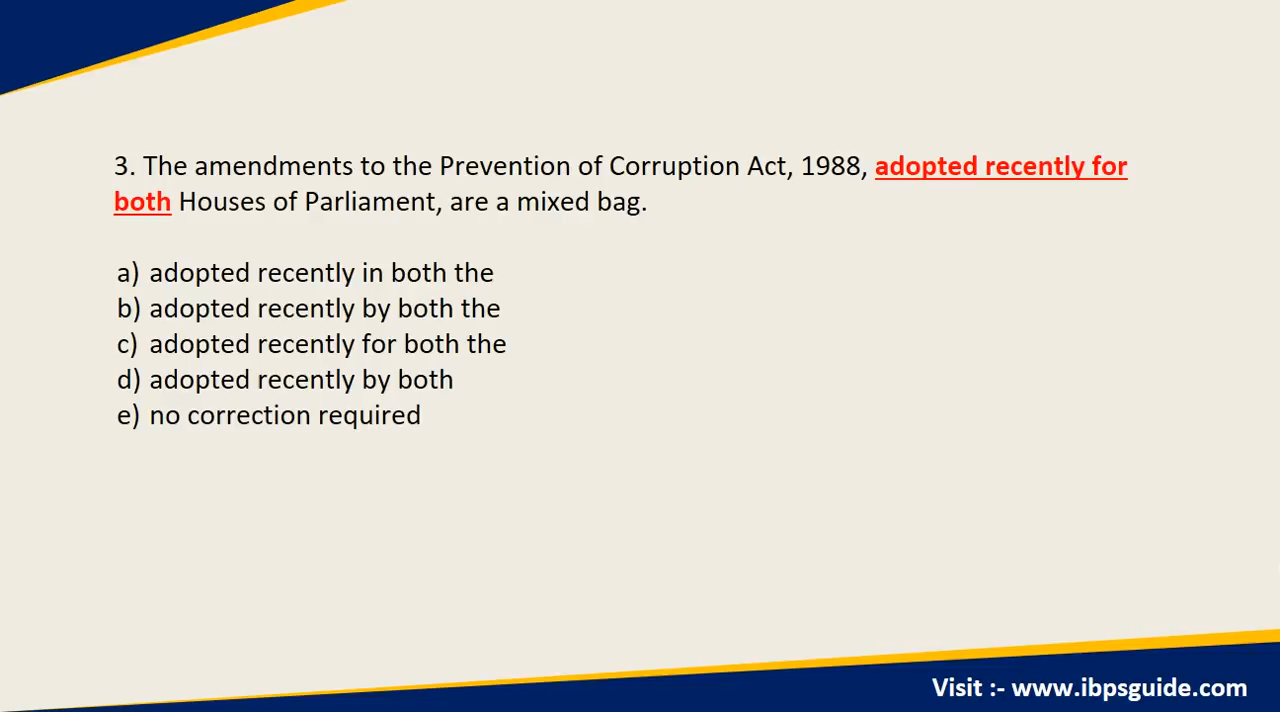 3. The amendments to the Prevention of Corruption Act, 1988, adopted recently for
both Houses of Parliament, are a mixed bag.
a) adopted recently in both the
b) adopted recently by both the
c) adopted recently for both the
d) adopted recently by both
e) no correction required
Visit :- www.ibpsguide.com